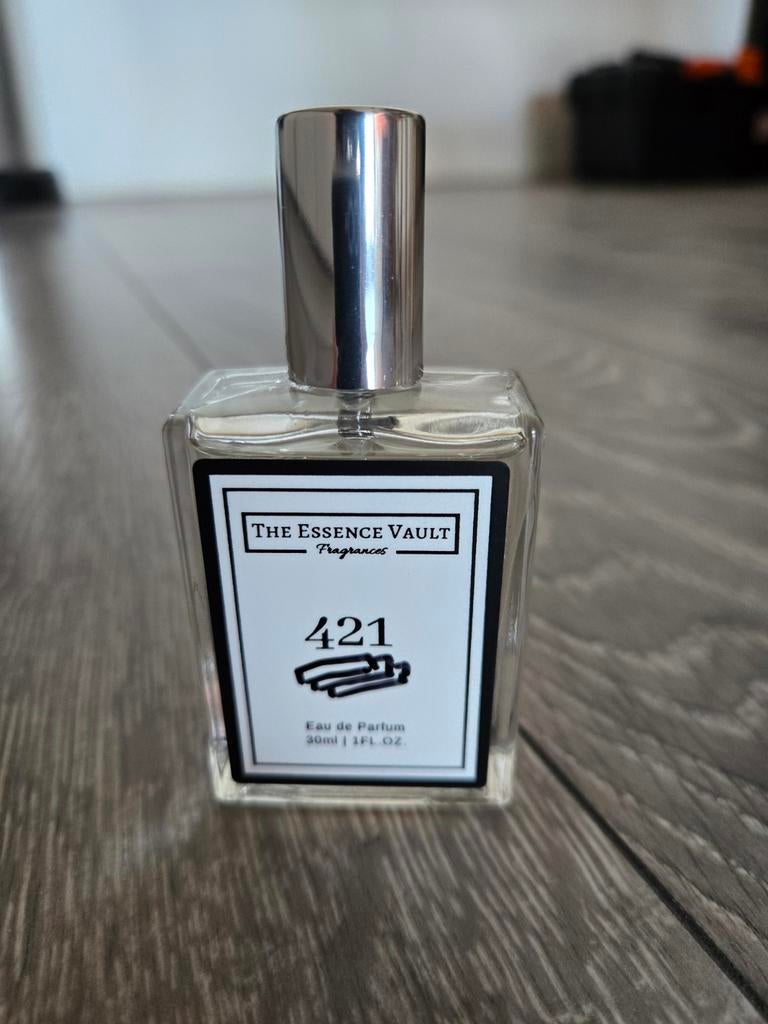 The Essence Vault
Fragrances
421
Eau de Parfum
30ml | 1FL.OZ.